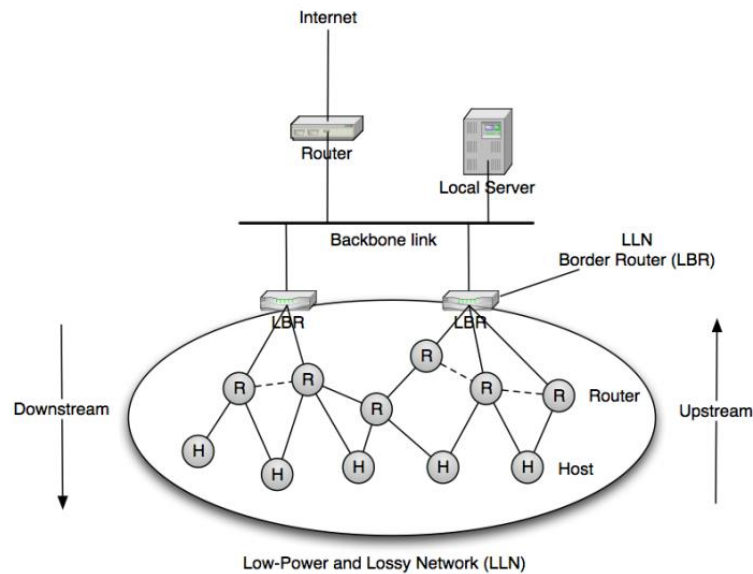 Internet
Router
Local Server
Backbone link
LLN
Border Router (LBR)
LBR
LBR
R
R
R
R
R
R
Router
Downstream
Upstream
H
H
H
H
H
Host
Low-Power and Lossy Network (LLN)